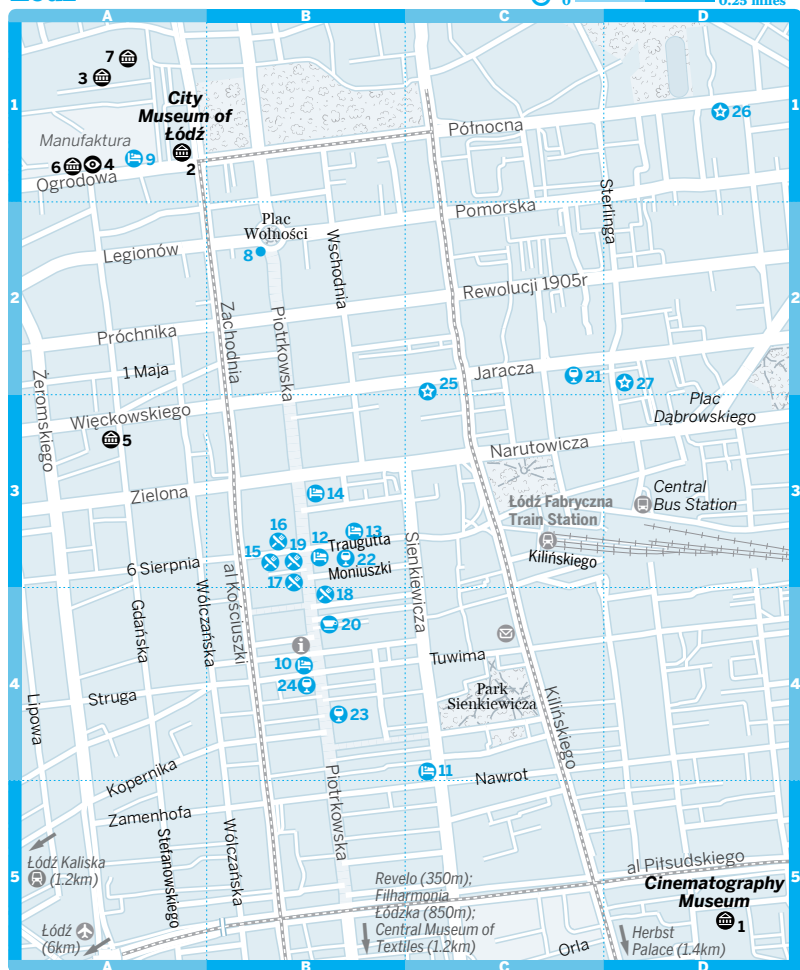 0
0.25 miles
A
B
C
D
1
7
3
City
Museum of
Łódź
2
Manufaktura
6
4
9
Ogrodowa
Północna
26
1
Pomorska
Sterlinga
Plac
Wolności
8
Legionów
Wschodnia
2
Rewolucji 1905r
2
Zachodnia
Piotrkowska
Próchnika
1 Maja
Żeromskiego
Jaracza
25
21
27
Plac
Dąbrowskiego
Więckowskiego
5
Narutowicza
3
Zielona
14
Central
Bus Station
3
Łódź Fabryczna
Train Station
16
12
13
15
19
Traugutta
22
Moniuszki
Kilińskiego
6 Sierpnia
17
18
Sienkiewicza
al Kościuszki
Wólczańska
Gdańska
20
10
Tuwima
4
24
4
Struga
Lipowa
23
Park
Sienkiewicza
Kilińskiego
11
Nawrot
Kopernika
Piotrkowska
Zamenhofa
Stefanowskiego
Wólczańska
Łódź Kaliska
(1.2km)
5
al Piłsudskiego
5
Revelo (350m);
Filharmonia
Łódzka (850m);
Central Museum of
Textiles (1.2km)
Cinematography
Museum
1
Łódź
(6km)
Orla
Herbst
Palace (1.4km)
A
B
C
D